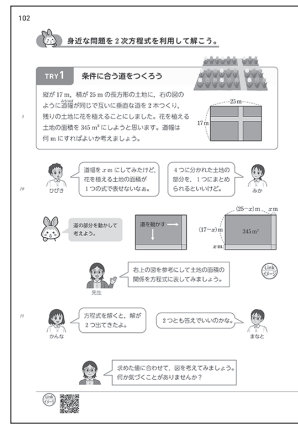 102
身近な問題を2次方程式を利用して解こう。
TRY 1 条件に合う道をつくろう
縦が17m，横が25mの長方形の土地に，右の図の
ように道幅が同じで互いに垂直な道を2本つくり，
残りの土地に花を植えることにしました。花を植える
土地の面積を345m²にしようと思います。道幅は
何mにすればよいか考えましょう。
25m
17m
5
道幅をxmにしてみたけど，
花を植える土地の面積が
1つの式で表せないなぁ。
ひびき
4つに分かれた土地の
部分を，1つにまとめ
られるといいけど。
みか
10
道の部分を動かして
考えよう。
道を動かす
(25-x)m
xm
(17-x)m
345m²
xm
右上の図を参考にして土地の面積の
関係を方程式に表してみましょう。
先生
15
方程式を解くと，解が
2つ出てきたよ。
かんな
2つとも答えでいいのかな。
まなと
求めた値に合わせて，図を考えてみましょう。
何か気づくことがありませんか？